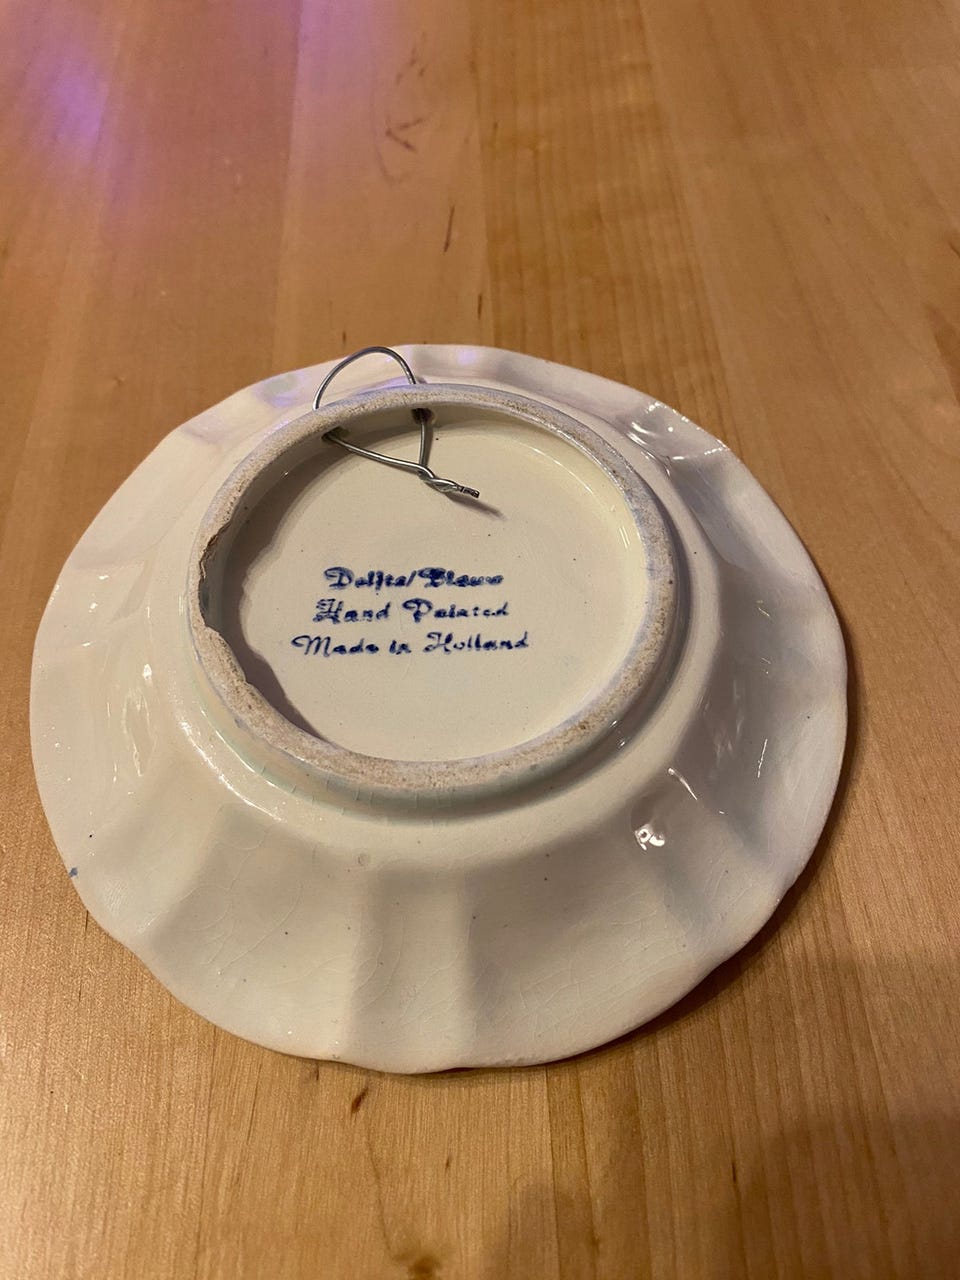 Delfts/Blauw
Hand Painted
Made in Holland